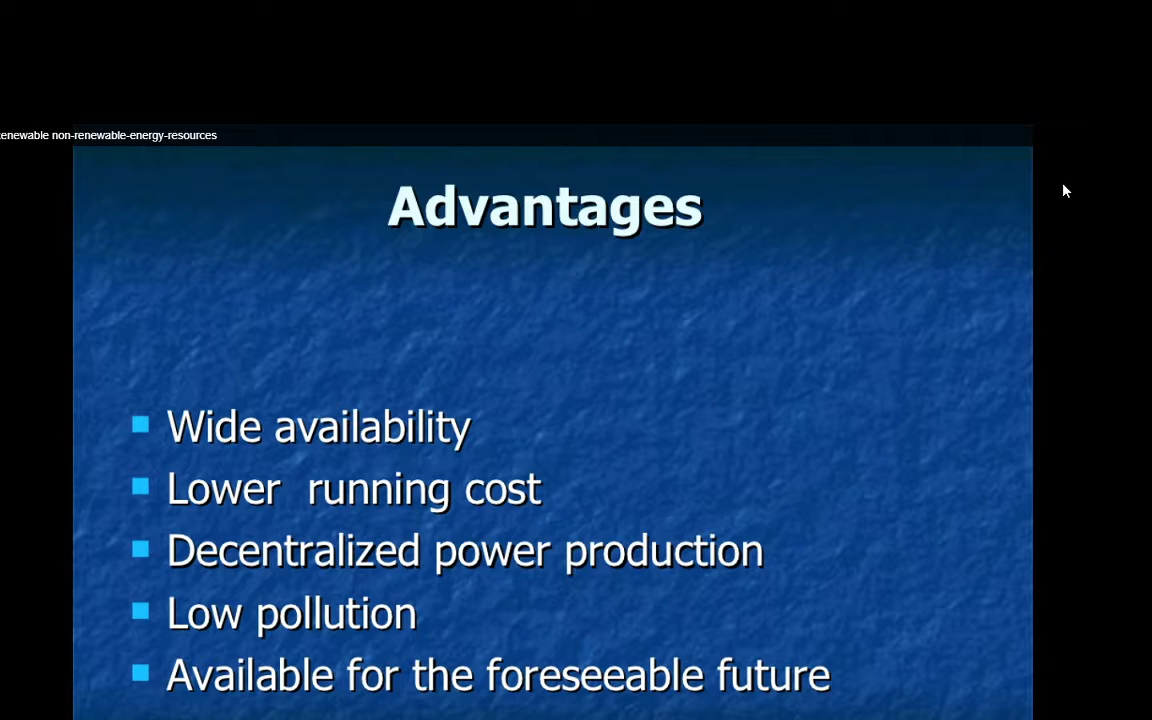 enewable non-renewable-energy-resources
Advantages
Wide availability
Lower running cost
Decentralized power production
Low pollution
Available for the foreseeable future